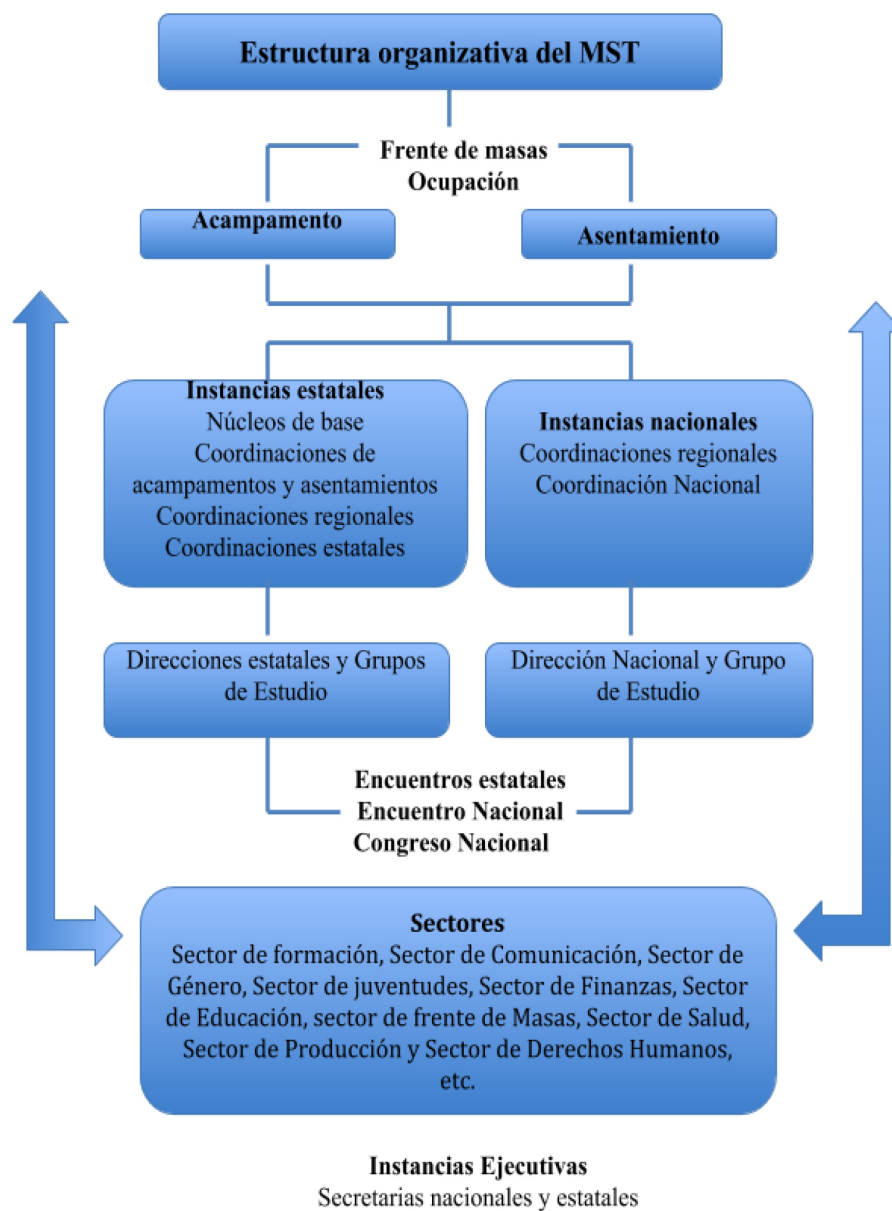 Estructura organizativa del MST
Frente de masas
Ocupación
Acampamento
Asentamiento
Instancias estatales
Núcleos de base
Coordinaciones de
acampamentos y asentamientos
Coordinaciones regionales
Coordinaciones estatales
Instancias nacionales
Coordinaciones regionales
Coordinación Nacional
Direcciones estatales y Grupos
de Estudio
Dirección Nacional y Grupo
de Estudio
Encuentros estatales
Encuentro Nacional
Congreso Nacional
Sectores
Sector de formación, Sector de Comunicación, Sector de
Género, Sector de juventudes, Sector de Finanzas, Sector
de Educación, sector de frente de Masas, Sector de Salud,
Sector de Producción y Sector de Derechos Humanos,
etc.
Instancias Ejecutivas
Secretarias nacionales y estatales